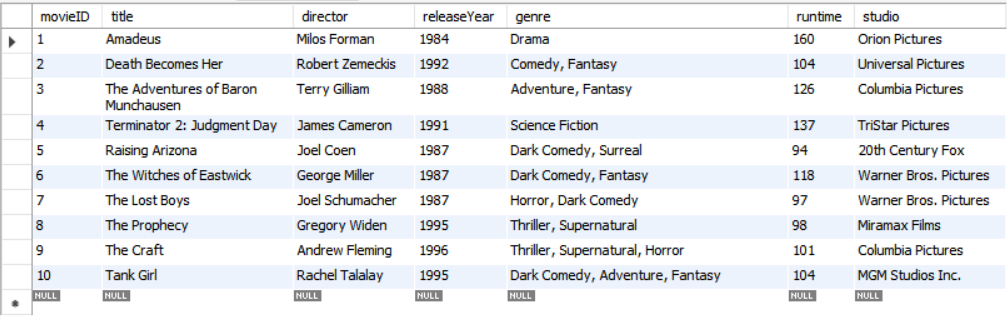 movieID title director releaseYear genre runtime studio
1 Amadeus Milos Forman 1984 Drama 160 Orion Pictures
2 Death Becomes Her Robert Zemeckis 1992 Comedy, Fantasy 104 Universal Pictures
3 The Adventures of Baron Terry Gilliam 1988 Adventure, Fantasy 126 Columbia Pictures
Munchausen
4 Terminator 2: Judgment Day James Cameron 1991 Science Fiction 137 TriStar Pictures
5 Raising Arizona Joel Coen 1987 Dark Comedy, Surreal 94 20th Century Fox
6 The Witches of Eastwick George Miller 1987 Dark Comedy, Fantasy 118 Warner Bros. Pictures
7 The Lost Boys Joel Schumacher 1987 Horror, Dark Comedy 97 Warner Bros. Pictures
8 The Prophecy Gregory Widen 1995 Thriller, Supernatural 98 Miramax Films
9 The Craft Andrew Fleming 1996 Thriller, Supernatural, Horror 101 Columbia Pictures
10 Tank Girl Rachel Talalay 1995 Dark Comedy, Adventure, Fantasy 104 MGM Studios Inc.
NULL NULL NULL NULL NULL NULL NULL